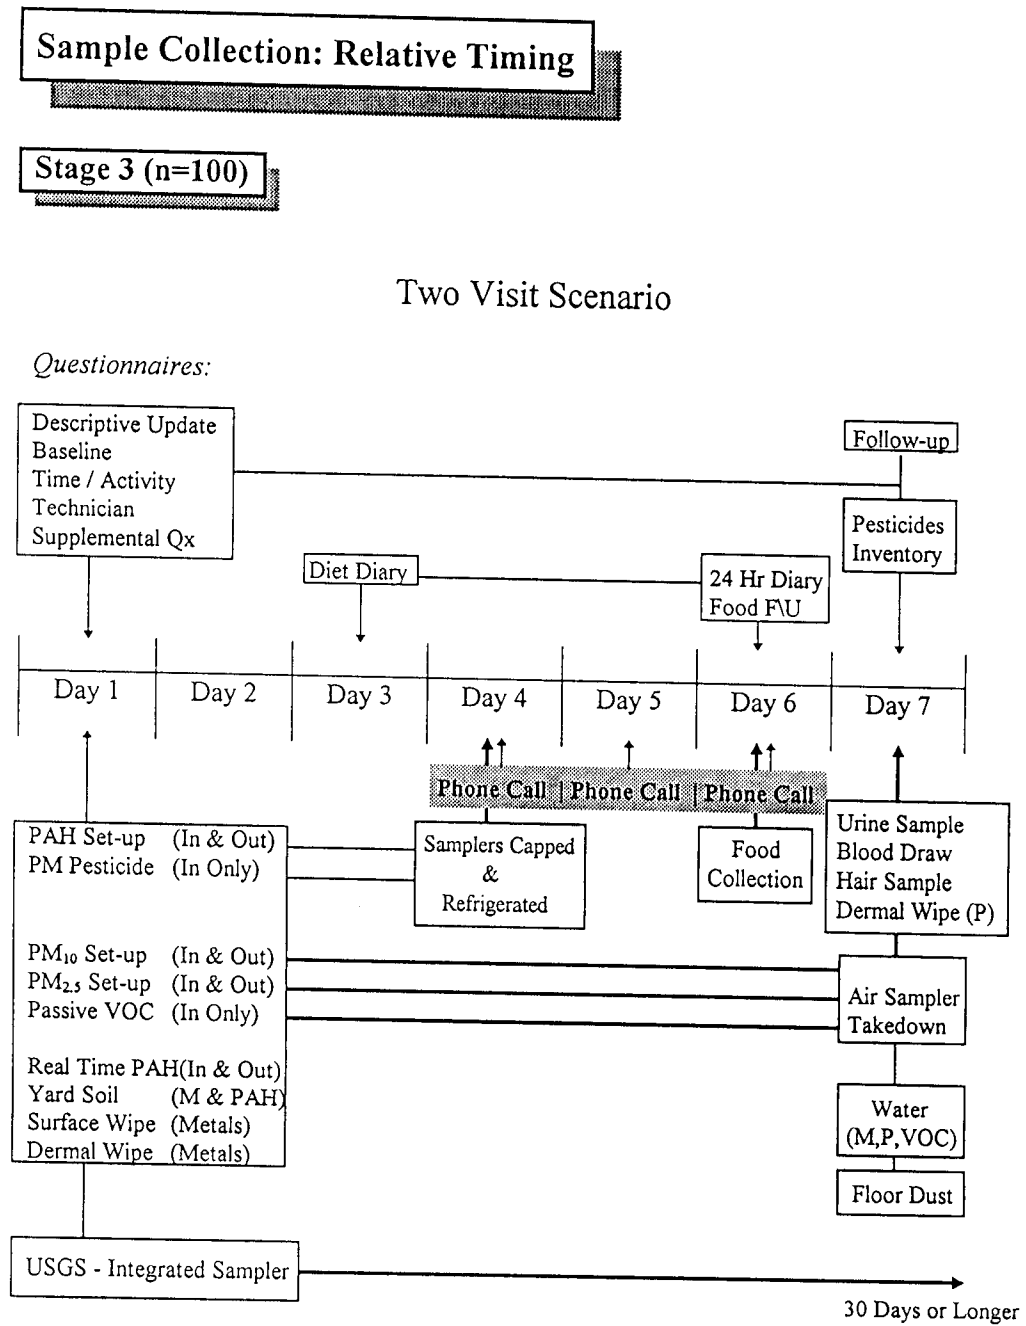 Sample Collection: Relative Timing
Stage 3 (n=100)
Two Visit Scenario
Questionnaires:
Descriptive Update
Baseline
Time / Activity
Technician
Supplemental Qx
Follow-up
Pesticides
Inventory
Diet Diary
24 Hr Diary
Food F\U
Day 1
Day 2
Day 3
Day 4
Day 5
Day 6
Day 7
Phone Call | Phone Call | Phone Call
PAH Set-up (In & Out)
PM Pesticide (In Only)
PM10 Set-up (In & Out)
PM2.5 Set-up (In & Out)
Passive VOC (In Only)
Real Time PAH(In & Out)
Yard Soil (M & PAH)
Surface Wipe (Metals)
Dermal Wipe (Metals)
Samplers Capped
&
Refrigerated
Food
Collection
Urine Sample
Blood Draw
Hair Sample
Dermal Wipe (P)
Air Sampler
Takedown
Water
(M,P,VOC)
Floor Dust
USGS - Integrated Sampler
30 Days or Longer